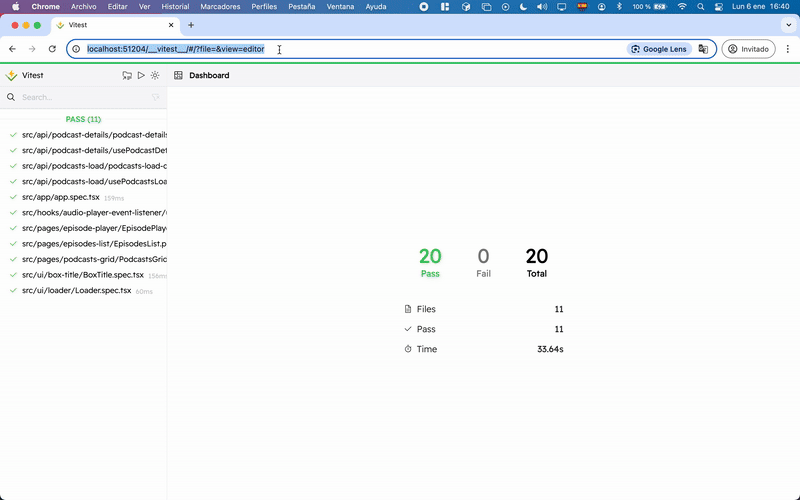 Chrome Archivo Editar Ver Historial Marcadores Perfiles Pestaña Ventana Ayuda 100 % Lun 6 ene 16:40
Vitest
localhost:51204/__vitest__/#/?file=&view=editor Google Lens Invitado
Vitest Dashboard
Search...
PASS (11)
src/api/podcast-details/podcast-details
src/api/podcast-details/usePodcastDet
src/api/podcasts-load/podcasts-load-c
src/api/podcasts-load/usePodcastsLoa
src/app/app.spec.tsx 159ms
src/hooks/audio-player-event-listener/
src/pages/episode-player/EpisodePlaye
src/pages/episodes-list/EpisodesList.p
src/pages/podcasts-grid/PodcastsGrid
src/ui/box-title/BoxTitle.spec.tsx 156ms
src/ui/loader/Loader.spec.tsx 60ms
20 0 20
Pass Fail Total
Files 11
Pass 11
Time 33.64s